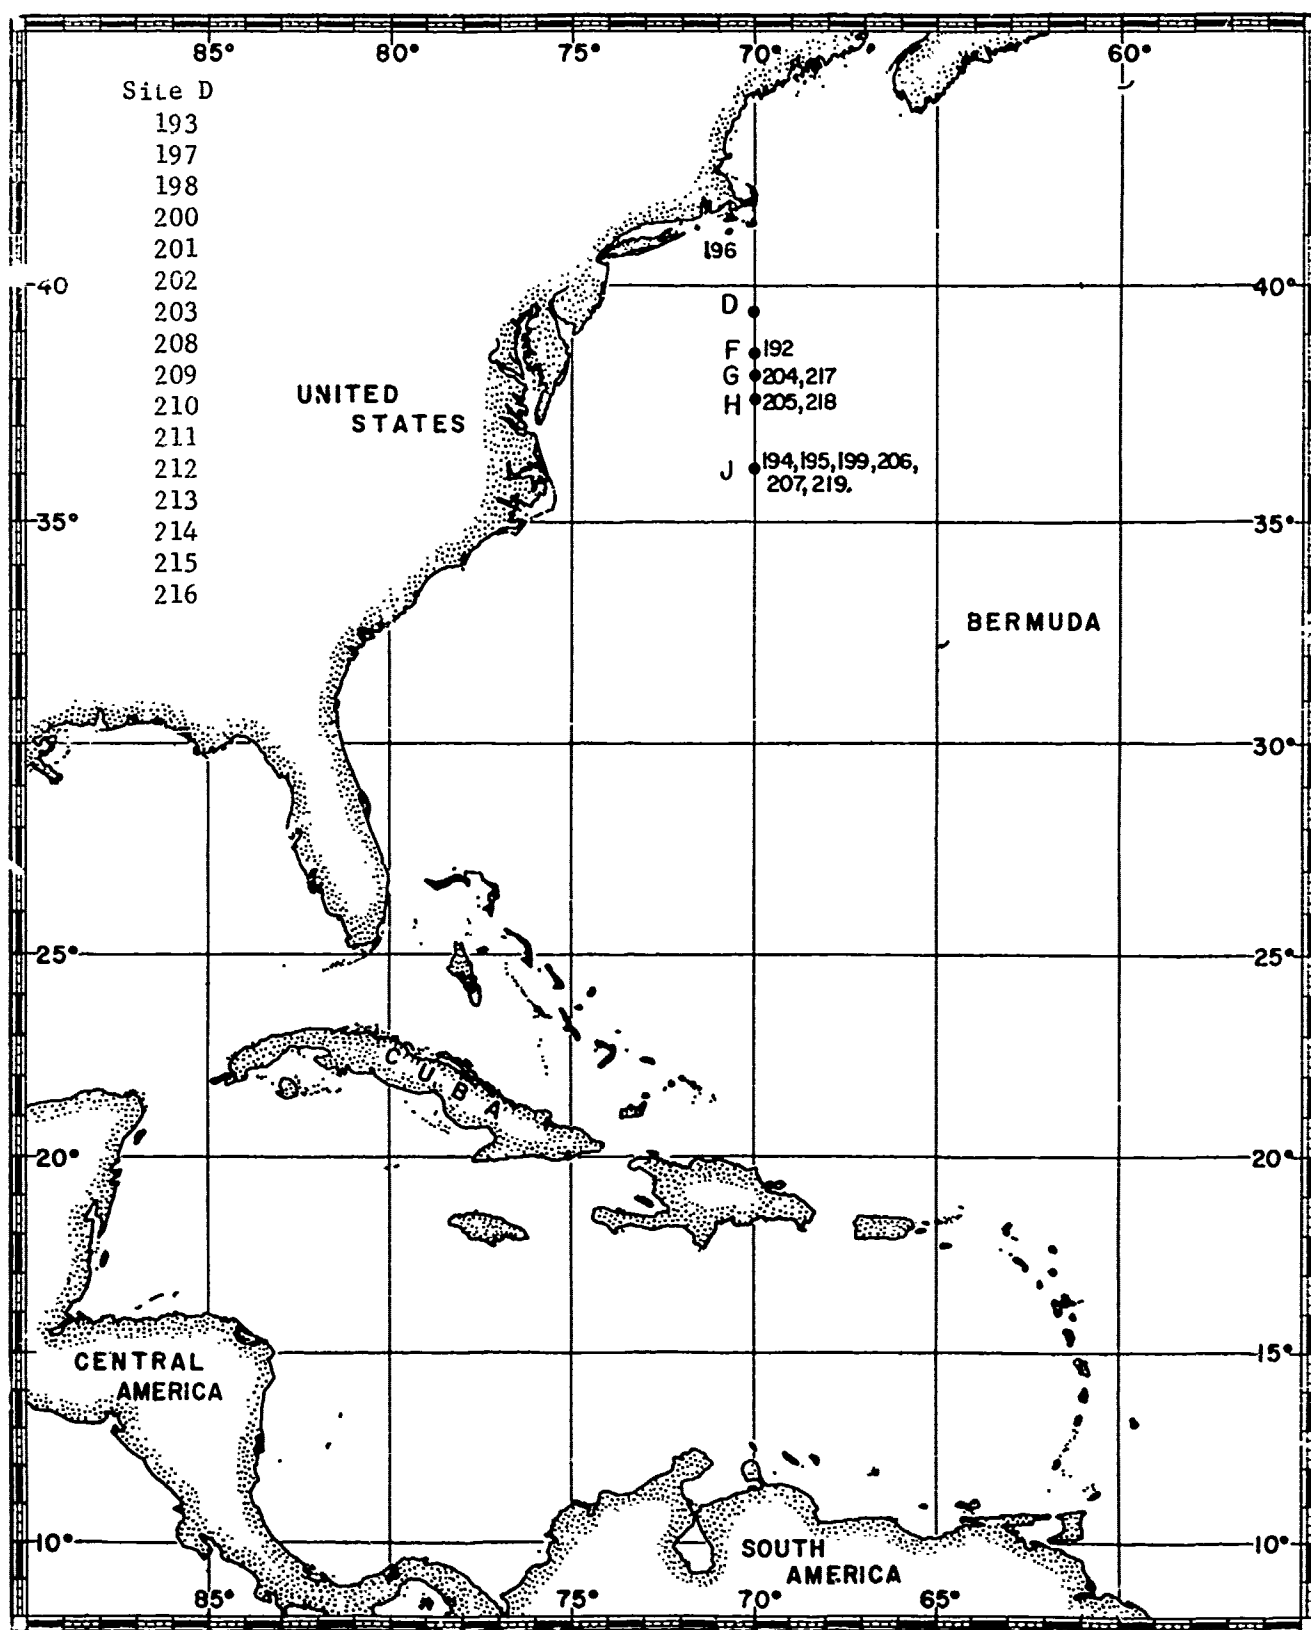 85° 80° 75° 70° 60°
Site D
193
197
198
200
201
202
203
208
209
210
211
212
213
214
215
216
196
40 40°
D
F 192
G 204,217
H 205,218
UNITED
STATES
J 194,195,199,206,
207,219.
35° 35°
BERMUDA
30°
25° 25°
CUBA
20° 20°
15°
CENTRAL
AMERICA
10° 10°
SOUTH
AMERICA
85° 75° 70° 65°